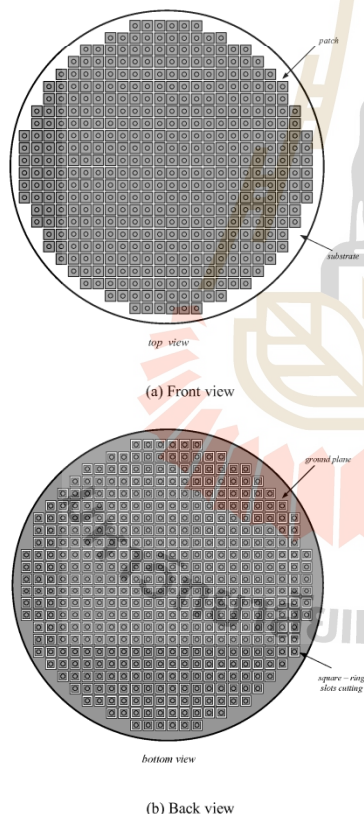 patch
substrate
top view
(a) Front view
ground plane
square – ring
slots cutting
bottom view
(b) Back view